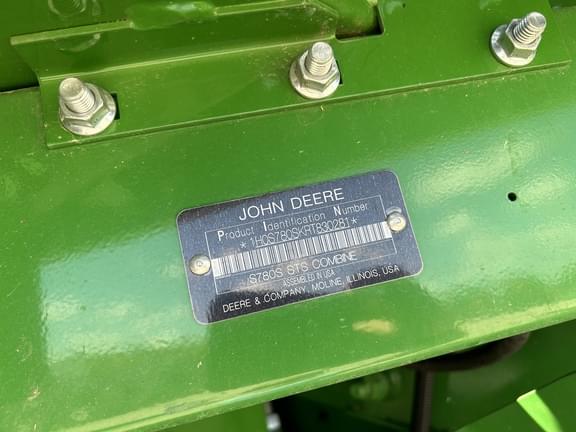 JOHN DEERE
Product Identification Number
*1H0S780SKRT830281*
S780S STS COMBINE
ASSEMBLED IN USA
DEERE & COMPANY, MOLINE, ILLINOIS, USA